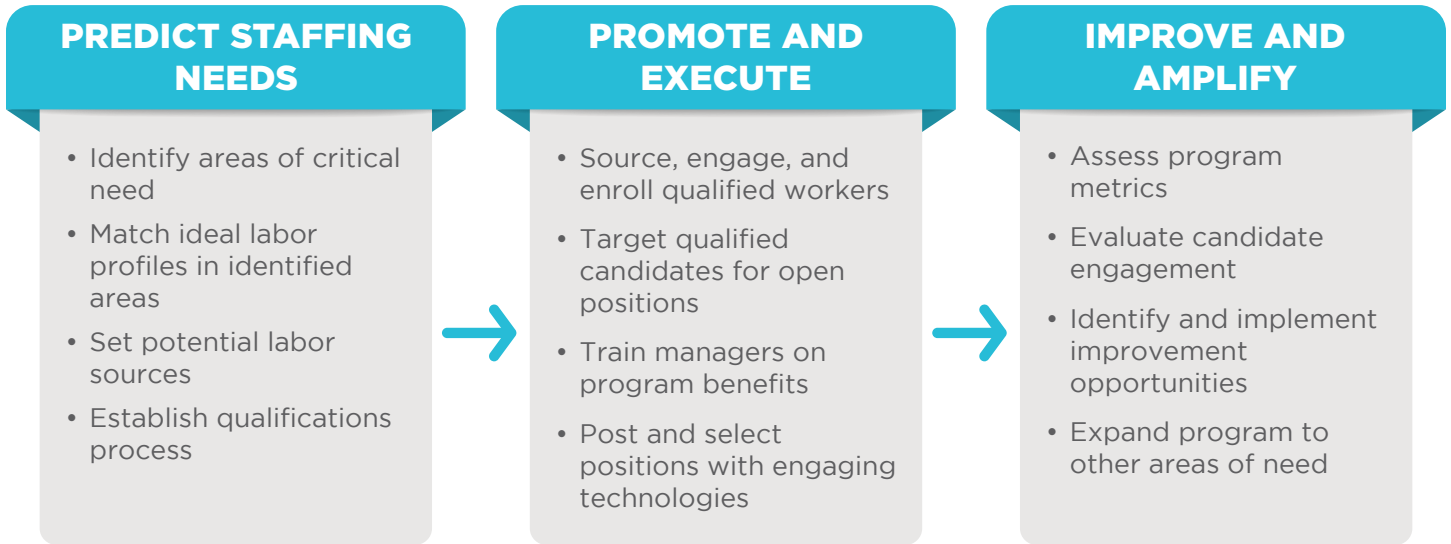 PREDICT STAFFING
NEEDS
• Identify areas of critical
need
• Match ideal labor
profiles in identified
areas
• Set potential labor
sources
• Establish qualifications
process
PROMOTE AND
EXECUTE
• Source, engage, and
enroll qualified workers
• Target qualified
candidates for open
positions
• Train managers on
program benefits
• Post and select
positions with engaging
technologies
IMPROVE AND
AMPLIFY
• Assess program
metrics
• Evaluate candidate
engagement
• Identify and implement
improvement
opportunities
• Expand program to
other areas of need